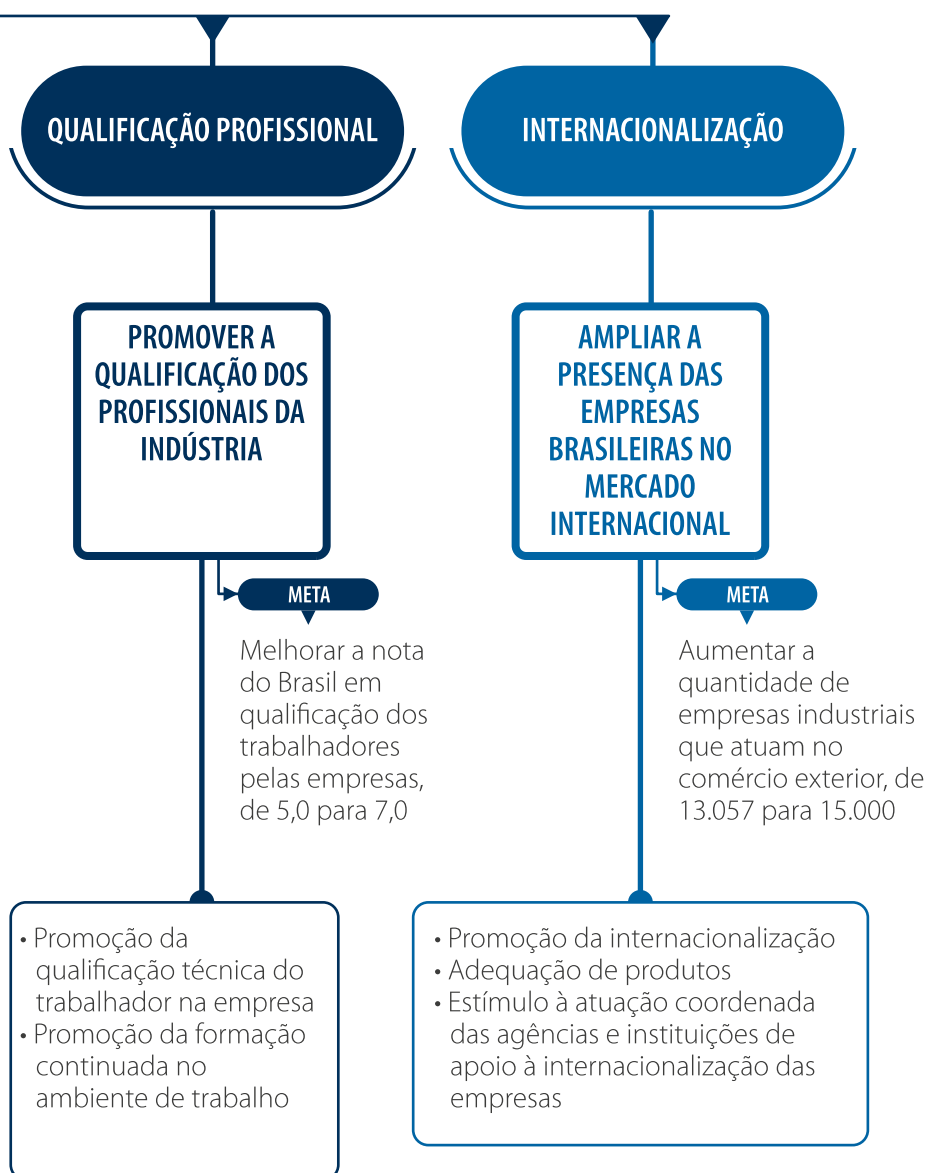 QUALIFICAÇÃO PROFISSIONAL
PROMOVER A
QUALIFICAÇÃO DOS
PROFISSIONAIS DA
INDÚSTRIA
META
Melhorar a nota
do Brasil em
qualificação dos
trabalhadores
pelas empresas,
de 5,0 para 7,0
• Promoção da
qualificação técnica do
trabalhador na empresa
• Promoção da formação
continuada no
ambiente de trabalho
INTERNACIONALIZAÇÃO
AMPLIAR A
PRESENÇA DAS
EMPRESAS
BRASILEIRAS NO
MERCADO
INTERNACIONAL
META
Aumentar a
quantidade de
empresas industriais
que atuam no
comércio exterior, de
13.057 para 15.000
• Promoção da internacionalização
• Adequação de produtos
• Estímulo à atuação coordenada
das agências e instituições de
apoio à internacionalização das
empresas